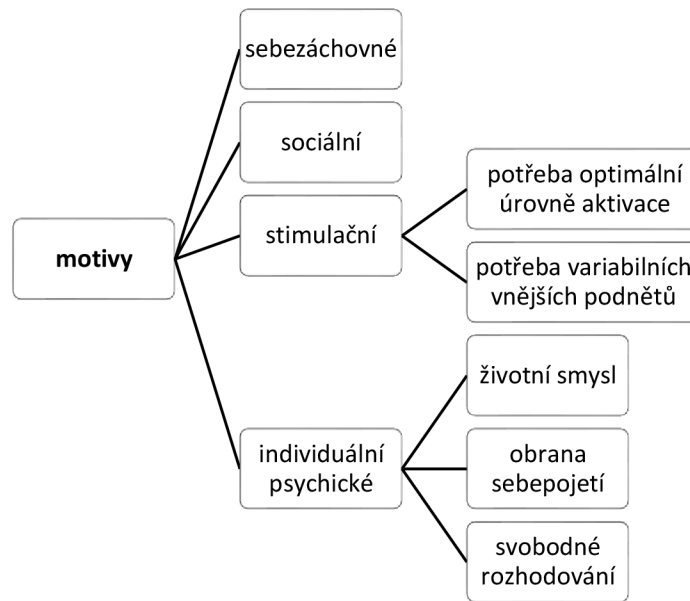 sebezáchovné
sociální
potřeba optimální
úrovně aktivace
stimulační
motivy
potřeba variabilních
vnějších podnětů
životní smysl
individuální
psychické
obrana
sebepojetí
svobodné
rozhodování